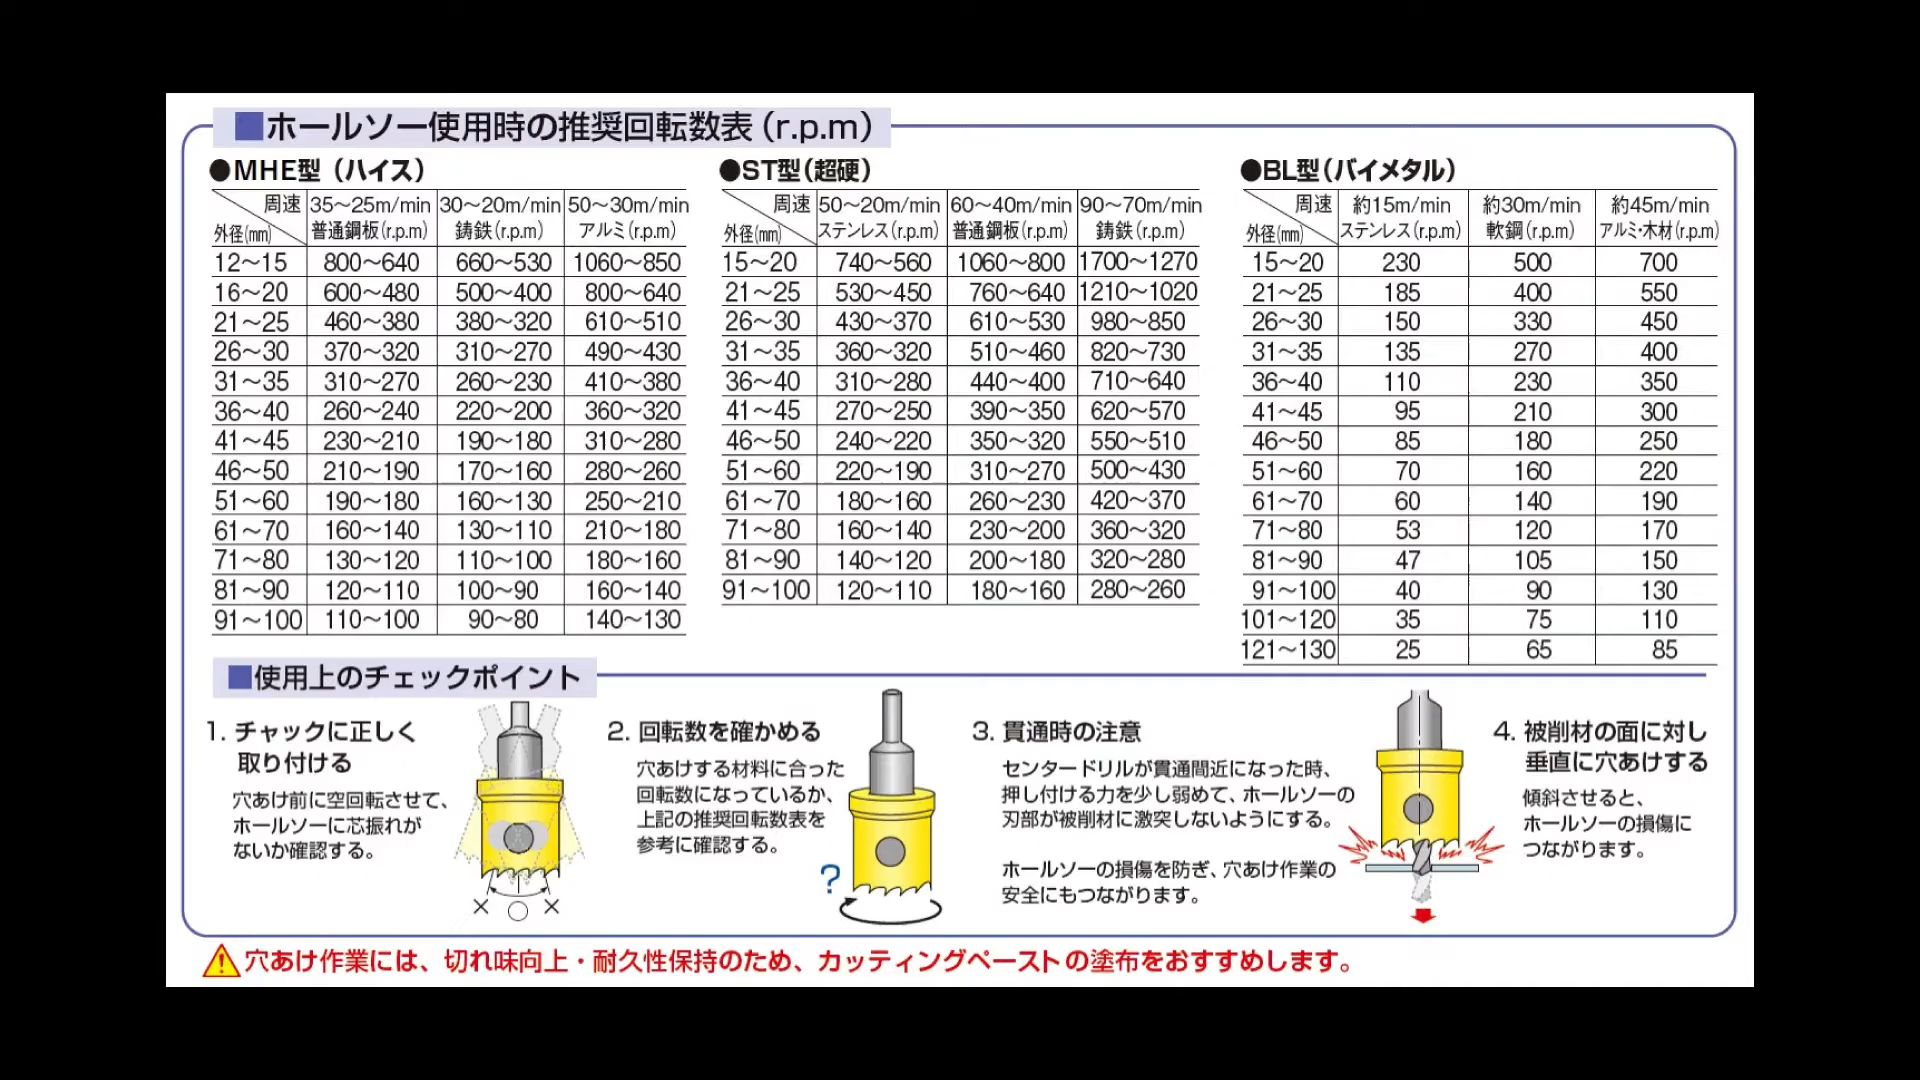 ■ホールソー使用時の推奨回転数表(r.p.m)
●MHE型(ハイス)
周速 35～25m/min 30～20m/min 50～30m/min
外径(mm) 普通鋼板(r.p.m) 鋳鉄(r.p.m) アルミ(r.p.m)
12～15 800～640 660～530 1060～850
16～20 600～480 500～400 800～640
21～25 460～380 380～320 610～510
26～30 370～320 310～270 490～430
31～35 310～270 260～230 410～380
36～40 260～240 220～200 360～320
41～45 230～210 190～180 310～280
46～50 210～190 170～160 280～260
51～60 190～180 160～130 250～210
61～70 160～140 130～110 210～180
71～80 130～120 110～100 180～160
81～90 120～110 100～90 160～140
91～100 110～100 90～80 140～130
●ST型(超硬)
周速 50～20m/min 60～40m/min 90～70m/min
外径(mm) ステンレス(r.p.m) 普通鋼板(r.p.m) 鋳鉄(r.p.m)
15～20 740～560 1060～800 1700～1270
21～25 530～450 760～640 1210～1020
26～30 430～370 610～530 980～850
31～35 360～320 510～460 820～730
36～40 310～280 440～400 710～640
41～45 270～250 390～350 620～570
46～50 240～220 350～320 550～510
51～60 220～190 310～270 500～430
61～70 180～160 260～230 420～370
71～80 160～140 230～200 360～320
81～90 140～120 200～180 320～280
91～100 120～110 180～160 280～260
●BL型(バイメタル)
周速 約15m/min 約30m/min 約45m/min
外径(mm) ステンレス(r.p.m) 軟鋼(r.p.m) アルミ・木材(r.p.m)
15～20 230 500 700
21～25 185 400 550
26～30 150 330 450
31～35 135 270 400
36～40 110 230 350
41～45 95 210 300
46～50 85 180 250
51～60 70 160 220
61～70 60 140 190
71～80 53 120 170
81～90 47 105 150
91～100 40 90 130
101～120 35 75 110
121～130 25 65 85
■使用上のチェックポイント
1. チャックに正しく
取り付ける
穴あけ前に空回転させて、
ホールソーに芯振れが
ないか確認する。
× ○ ×
2. 回転数を確かめる
穴あけする材料に合った
回転数になっているか、
上記の推奨回転数表を
参考に確認する。
?
3. 貫通時の注意
センタードリルが貫通間近になった時、
押し付ける力を少し弱めて、ホールソーの
刃部が被削材に激突しないようにする。
ホールソーの損傷を防ぎ、穴あけ作業の
安全にもつながります。
4. 被削材の面に対し
垂直に穴あけする
傾斜させると、
ホールソーの損傷に
つながります。
!穴あけ作業には、切れ味向上・耐久性保持のため、カッティングペーストの塗布をおすすめします。